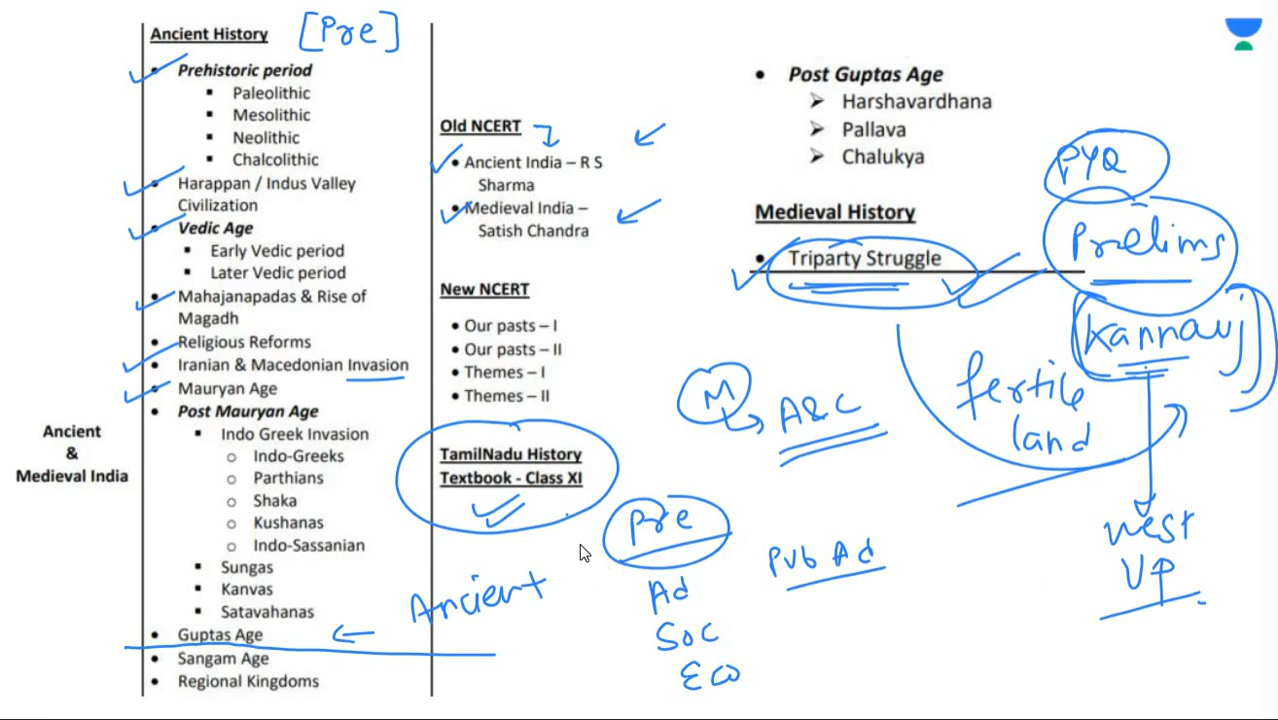 Ancient
&
Medieval India
Ancient History [Pre]
• Prehistoric period
▪ Paleolithic
▪ Mesolithic
▪ Neolithic
▪ Chalcolithic
• Harappan / Indus Valley
Civilization
• Vedic Age
▪ Early Vedic period
▪ Later Vedic period
• Mahajanapadas & Rise of
Magadh
• Religious Reforms
• Iranian & Macedonian Invasion
• Mauryan Age
• Post Mauryan Age
▪ Indo Greek Invasion
o Indo-Greeks
o Parthians
o Shaka
o Kushanas
o Indo-Sassanian
▪ Sungas
▪ Kanvas
▪ Satavahanas
• Guptas Age
• Sangam Age
• Regional Kingdoms
Ancient
Old NCERT
• Ancient India – R S
Sharma
• Medieval India –
Satish Chandra
New NCERT
• Our pasts – I
• Our pasts – II
• Themes – I
• Themes – II
TamilNadu History
Textbook - Class XI
Pre
Ad
Soc
Eco
Pub Ad
M
A&C
• Post Guptas Age
➢ Harshavardhana
➢ Pallava
➢ Chalukya
Medieval History
• Triparty Struggle
PYQ
Prelims
Kannauj
fertile
land
West
UP